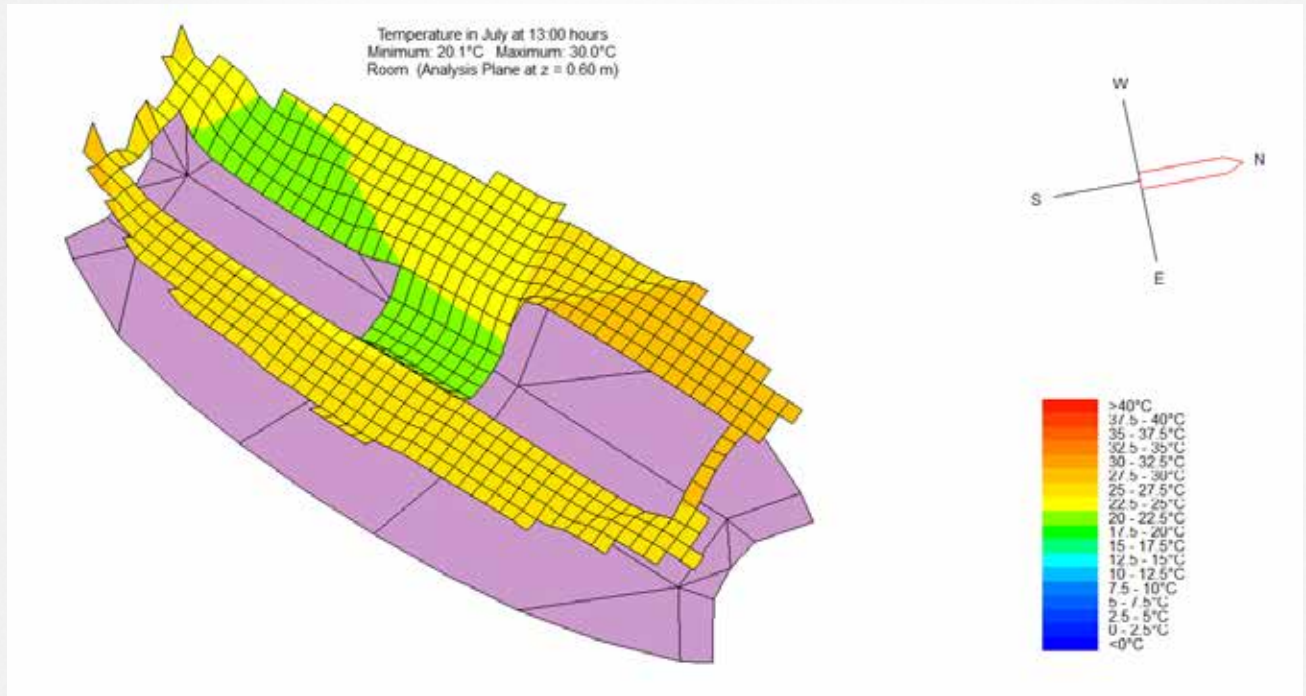 Temperature in July at 13:00 hours
Minimum: 20.1°C Maximum: 30.0°C
Room (Analysis Plane at z = 0.60 m)
W
N
S
E
>40°C
37.5 - 40°C
35 - 37.5°C
32.5 - 35°C
30 - 32.5°C
27.5 - 30°C
25 - 27.5°C
22.5 - 25°C
20 - 22.5°C
17.5 - 20°C
15 - 17.5°C
12.5 - 15°C
10 - 12.5°C
7.5 - 10°C
5 - 7.5°C
2.5 - 5°C
0 - 2.5°C
<0°C